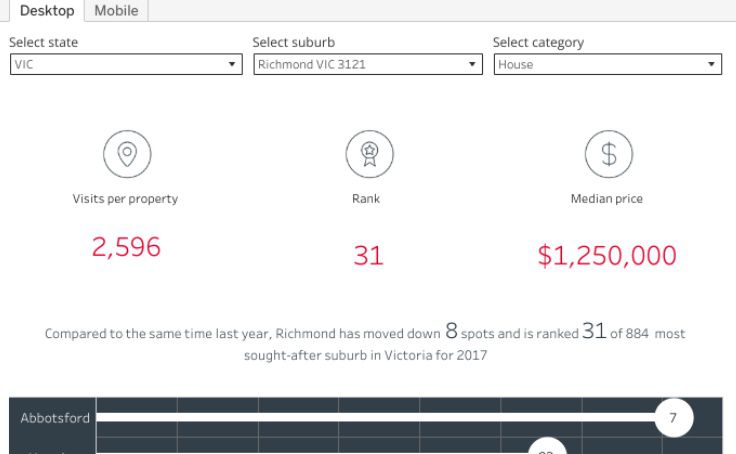 Desktop Mobile
Select state Select suburb Select category
VIC Richmond VIC 3121 House
Visits per property Rank Median price
2,596 31 $1,250,000
Compared to the same time last year, Richmond has moved down 8 spots and is ranked 31 of 884 most
sought-after suburb in Victoria for 2017
Abbotsford 7